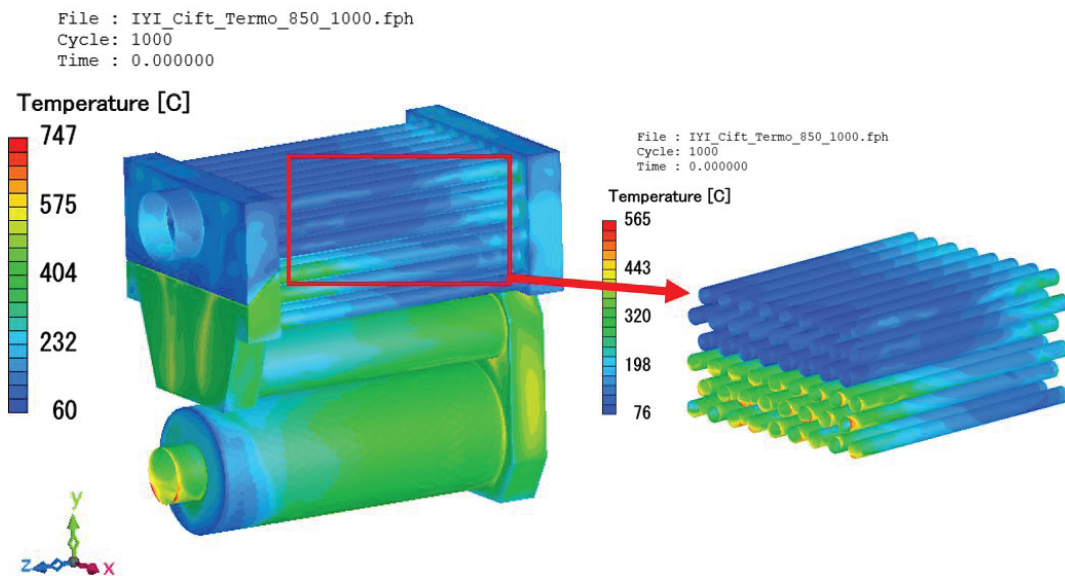 File : IYI_Cift_Termo_850_1000.fph
Cycle: 1000
Time : 0.000000
Temperature [C]
747
575
404
232
60
File : IYI_Cift_Termo_850_1000.fph
Cycle: 1000
Time : 0.000000
Temperature [C]
565
443
320
198
76
y
z
x